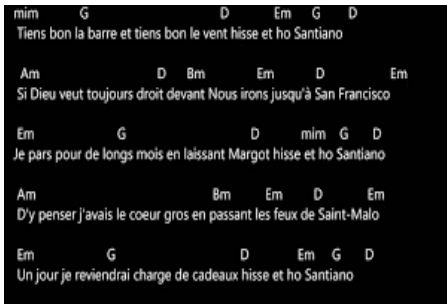 mim G D Em G D
Tiens bon la barre et tiens bon le vent hisse et ho Santiano
Am D Bm Em D Em
Si Dieu veut toujours droit devant Nous irons jusqu'à San Francisco
Em G D mim G D
Je pars pour de longs mois en laissant Margot hisse et ho Santiano
Am Bm Em D Em
D'y penser j'avais le coeur gros en passant les feux de Saint-Malo
Em G D Em G D
Un jour je reviendrai charge de cadeaux hisse et ho Santiano